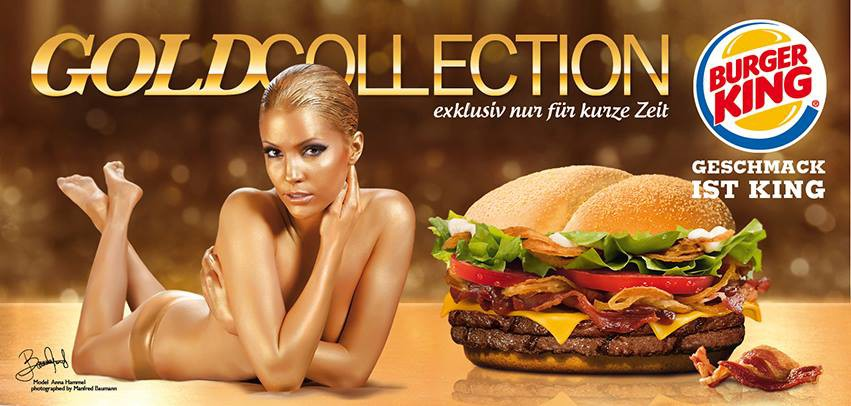 GOLDCOLLECTION
exklusiv nur für kurze Zeit
BURGER
KING®
GESCHMACK
IST KING
Model Anna Hammel
photographed by Manfred Baumann